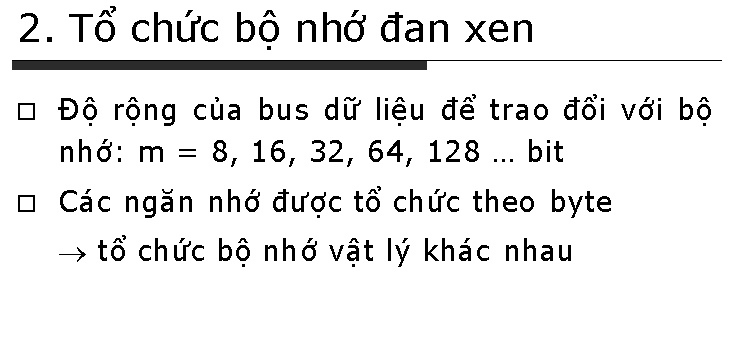 2. Tổ chức bộ nhớ đan xen
□ Độ rộng của bus dữ liệu để trao đổi với bộ
nhớ: m = 8, 16, 32, 64, 128 … bit
□ Các ngăn nhớ được tổ chức theo byte
→ tổ chức bộ nhớ vật lý khác nhau